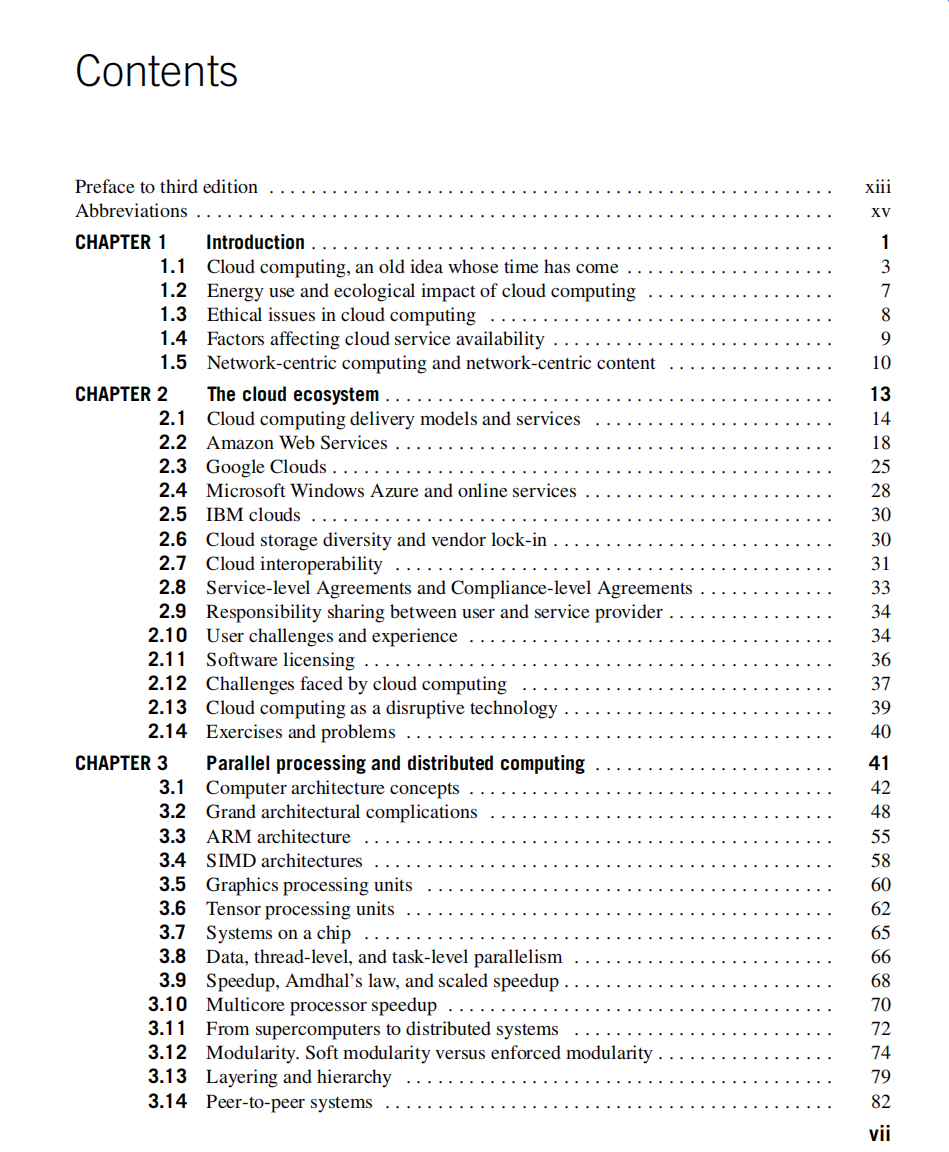 Contents
Preface to third edition . . . . . . . . . . . . . . . . . . . . . . . . . . . . . . . . . . . . . . . . . . . . . . . . . . . . . . xiii
Abbreviations . . . . . . . . . . . . . . . . . . . . . . . . . . . . . . . . . . . . . . . . . . . . . . . . . . . . . . . . . . . . . xv
CHAPTER 1 Introduction . . . . . . . . . . . . . . . . . . . . . . . . . . . . . . . . . . . . . . . . . . . . . . . . . . 1
1.1 Cloud computing, an old idea whose time has come . . . . . . . . . . . . . . . . . . . . 3
1.2 Energy use and ecological impact of cloud computing . . . . . . . . . . . . . . . . . . 7
1.3 Ethical issues in cloud computing . . . . . . . . . . . . . . . . . . . . . . . . . . . . . . . . . 8
1.4 Factors affecting cloud service availability . . . . . . . . . . . . . . . . . . . . . . . . . . . 9
1.5 Network-centric computing and network-centric content . . . . . . . . . . . . . . . . 10
CHAPTER 2 The cloud ecosystem . . . . . . . . . . . . . . . . . . . . . . . . . . . . . . . . . . . . . . . . . . . 13
2.1 Cloud computing delivery models and services . . . . . . . . . . . . . . . . . . . . . . . 14
2.2 Amazon Web Services . . . . . . . . . . . . . . . . . . . . . . . . . . . . . . . . . . . . . . . . . . 18
2.3 Google Clouds . . . . . . . . . . . . . . . . . . . . . . . . . . . . . . . . . . . . . . . . . . . . . . . . 25
2.4 Microsoft Windows Azure and online services . . . . . . . . . . . . . . . . . . . . . . . . 28
2.5 IBM clouds . . . . . . . . . . . . . . . . . . . . . . . . . . . . . . . . . . . . . . . . . . . . . . . . . . 30
2.6 Cloud storage diversity and vendor lock-in . . . . . . . . . . . . . . . . . . . . . . . . . . . 30
2.7 Cloud interoperability . . . . . . . . . . . . . . . . . . . . . . . . . . . . . . . . . . . . . . . . . . 31
2.8 Service-level Agreements and Compliance-level Agreements . . . . . . . . . . . . . 33
2.9 Responsibility sharing between user and service provider . . . . . . . . . . . . . . . . 34
2.10 User challenges and experience . . . . . . . . . . . . . . . . . . . . . . . . . . . . . . . . . . . 34
2.11 Software licensing . . . . . . . . . . . . . . . . . . . . . . . . . . . . . . . . . . . . . . . . . . . . . 36
2.12 Challenges faced by cloud computing . . . . . . . . . . . . . . . . . . . . . . . . . . . . . . 37
2.13 Cloud computing as a disruptive technology . . . . . . . . . . . . . . . . . . . . . . . . . . 39
2.14 Exercises and problems . . . . . . . . . . . . . . . . . . . . . . . . . . . . . . . . . . . . . . . . . 40
CHAPTER 3 Parallel processing and distributed computing . . . . . . . . . . . . . . . . . . . . . . . 41
3.1 Computer architecture concepts . . . . . . . . . . . . . . . . . . . . . . . . . . . . . . . . . . . 42
3.2 Grand architectural complications . . . . . . . . . . . . . . . . . . . . . . . . . . . . . . . . . 48
3.3 ARM architecture . . . . . . . . . . . . . . . . . . . . . . . . . . . . . . . . . . . . . . . . . . . . . 55
3.4 SIMD architectures . . . . . . . . . . . . . . . . . . . . . . . . . . . . . . . . . . . . . . . . . . . . 58
3.5 Graphics processing units . . . . . . . . . . . . . . . . . . . . . . . . . . . . . . . . . . . . . . . 60
3.6 Tensor processing units . . . . . . . . . . . . . . . . . . . . . . . . . . . . . . . . . . . . . . . . . 62
3.7 Systems on a chip . . . . . . . . . . . . . . . . . . . . . . . . . . . . . . . . . . . . . . . . . . . . . 65
3.8 Data, thread-level, and task-level parallelism . . . . . . . . . . . . . . . . . . . . . . . . . 66
3.9 Speedup, Amdhal’s law, and scaled speedup . . . . . . . . . . . . . . . . . . . . . . . . . . 68
3.10 Multicore processor speedup . . . . . . . . . . . . . . . . . . . . . . . . . . . . . . . . . . . . . 70
3.11 From supercomputers to distributed systems . . . . . . . . . . . . . . . . . . . . . . . . . 72
3.12 Modularity. Soft modularity versus enforced modularity . . . . . . . . . . . . . . . . . 74
3.13 Layering and hierarchy . . . . . . . . . . . . . . . . . . . . . . . . . . . . . . . . . . . . . . . . . 79
3.14 Peer-to-peer systems . . . . . . . . . . . . . . . . . . . . . . . . . . . . . . . . . . . . . . . . . . . 82
vii